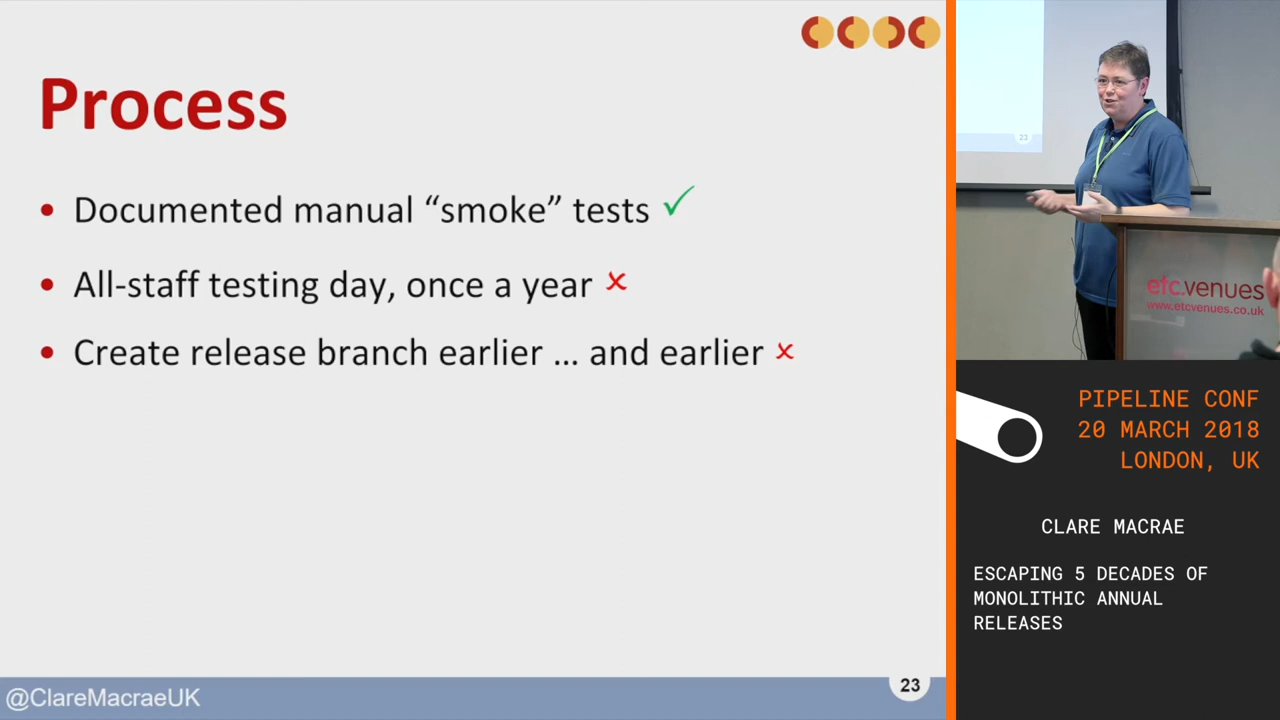 Process
• Documented manual “smoke” tests ✓
• All-staff testing day, once a year ✗
• Create release branch earlier … and earlier ✗
@ClareMacraeUK
23
23
etc.venues
www.etcvenues.co.uk
PIPELINE CONF
20 MARCH 2018
LONDON, UK
CLARE MACRAE
ESCAPING 5 DECADES OF
MONOLITHIC ANNUAL
RELEASES